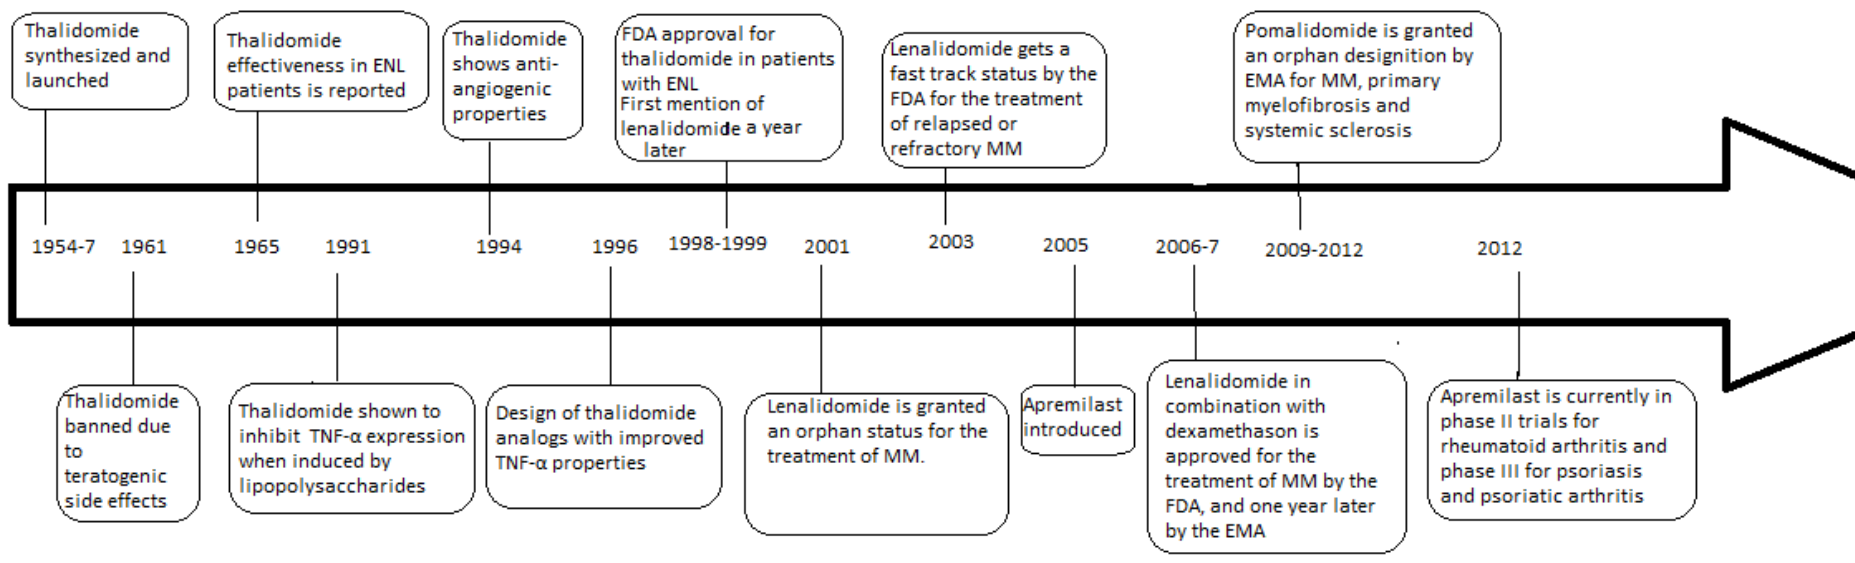 Thalidomide
synthesized and
launched
Thalidomide
effectiveness in ENL
patients is reported
Thalidomide
shows anti-
angiogenic
properties
FDA approval for
thalidomide in patients
with ENL
First mention of
lenalidomide a year
later
Lenalidomide gets a
fast track status by the
FDA for the treatment
of relapsed or
refractory MM
Pomalidomide is granted
an orphan designition by
EMA for MM, primary
myelofibrosis and
systemic sclerosis
1954-7
1961
1965
1991
1994
1996
1998-1999
2001
2003
2005
2006-7
2009-2012
2012
Thalidomide
banned due
to
teratogenic
side effects
Thalidomide shown to
inhibit TNF-α expression
when induced by
lipopolysaccharides
Design of thalidomide
analogs with improved
TNF-α properties
Lenalidomide is granted
an orphan status for the
treatment of MM.
Apremilast
introduced
Lenalidomide in
combination with
dexamethason is
approved for the
treatment of MM by the
FDA, and one year later
by the EMA
Apremilast is currently in
phase II trials for
rheumatoid arthritis and
phase III for psoriasis
and psoriatic arthritis